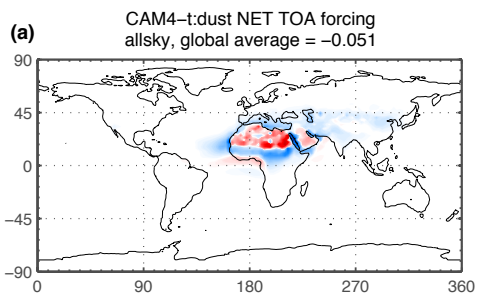 (a)
CAM4−t:dust NET TOA forcing
allsky, global average = −0.051
90
45
0
−45
−90
0 90 180 270 360